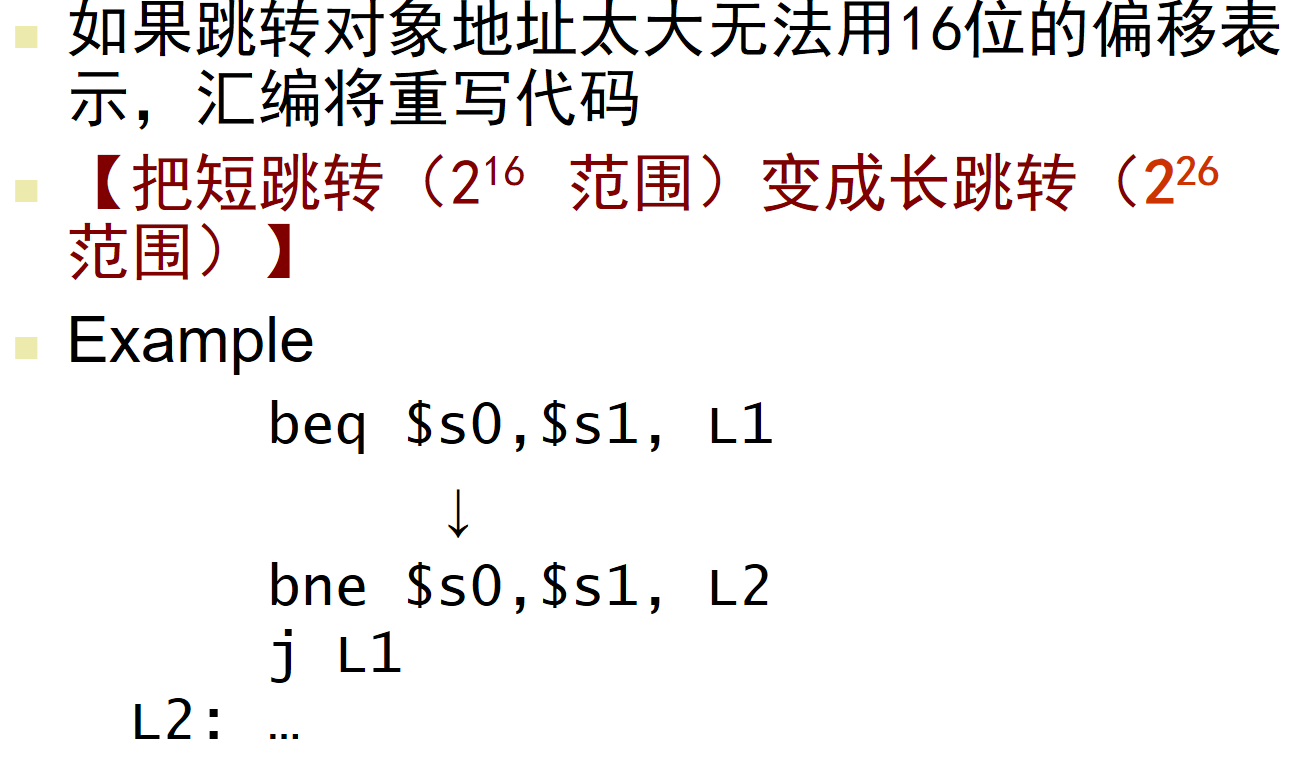 如果跳转对象地址太大无法用16位的偏移表
示，汇编将重写代码
【把短跳转（2¹⁶ 范围）变成长跳转（2²⁶
范围）】
Example
beq $s0,$s1, L1
↓
bne $s0,$s1, L2
j L1
L2: …